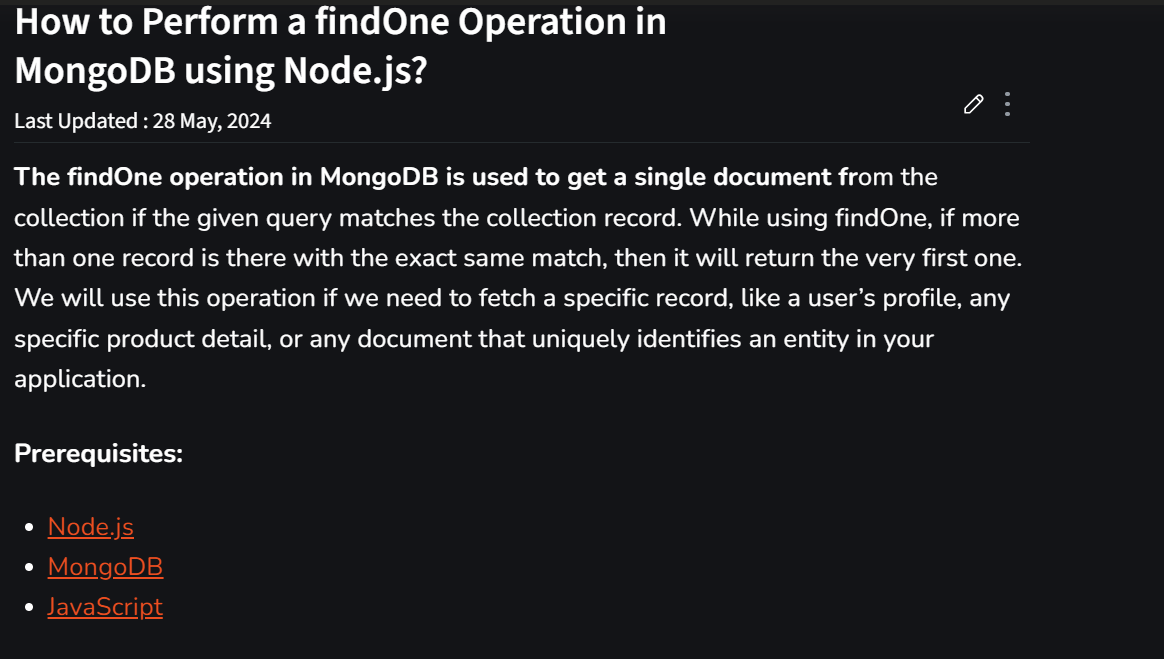 How to Perform a findOne Operation in
MongoDB using Node.js?
Last Updated : 28 May, 2024
The findOne operation in MongoDB is used to get a single document from the
collection if the given query matches the collection record. While using findOne, if more
than one record is there with the exact same match, then it will return the very first one.
We will use this operation if we need to fetch a specific record, like a user’s profile, any
specific product detail, or any document that uniquely identifies an entity in your
application.
Prerequisites:
Node.js
MongoDB
JavaScript